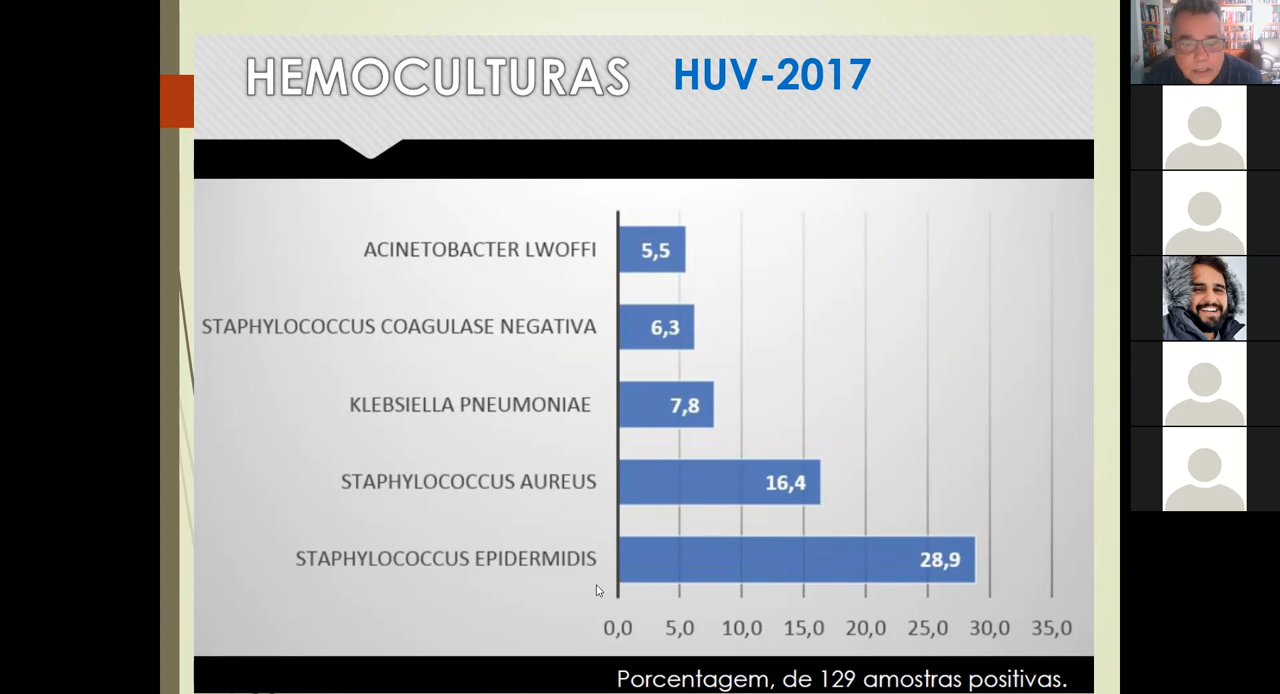 HEMOCULTURAS HUV-2017
ACINETOBACTER LWOFFI 5,5
STAPHYLOCOCCUS COAGULASE NEGATIVA 6,3
KLEBSIELLA PNEUMONIAE 7,8
STAPHYLOCOCCUS AUREUS 16,4
STAPHYLOCOCCUS EPIDERMIDIS 28,9
0,0 5,0 10,0 15,0 20,0 25,0 30,0 35,0
Porcentagem, de 129 amostras positivas.